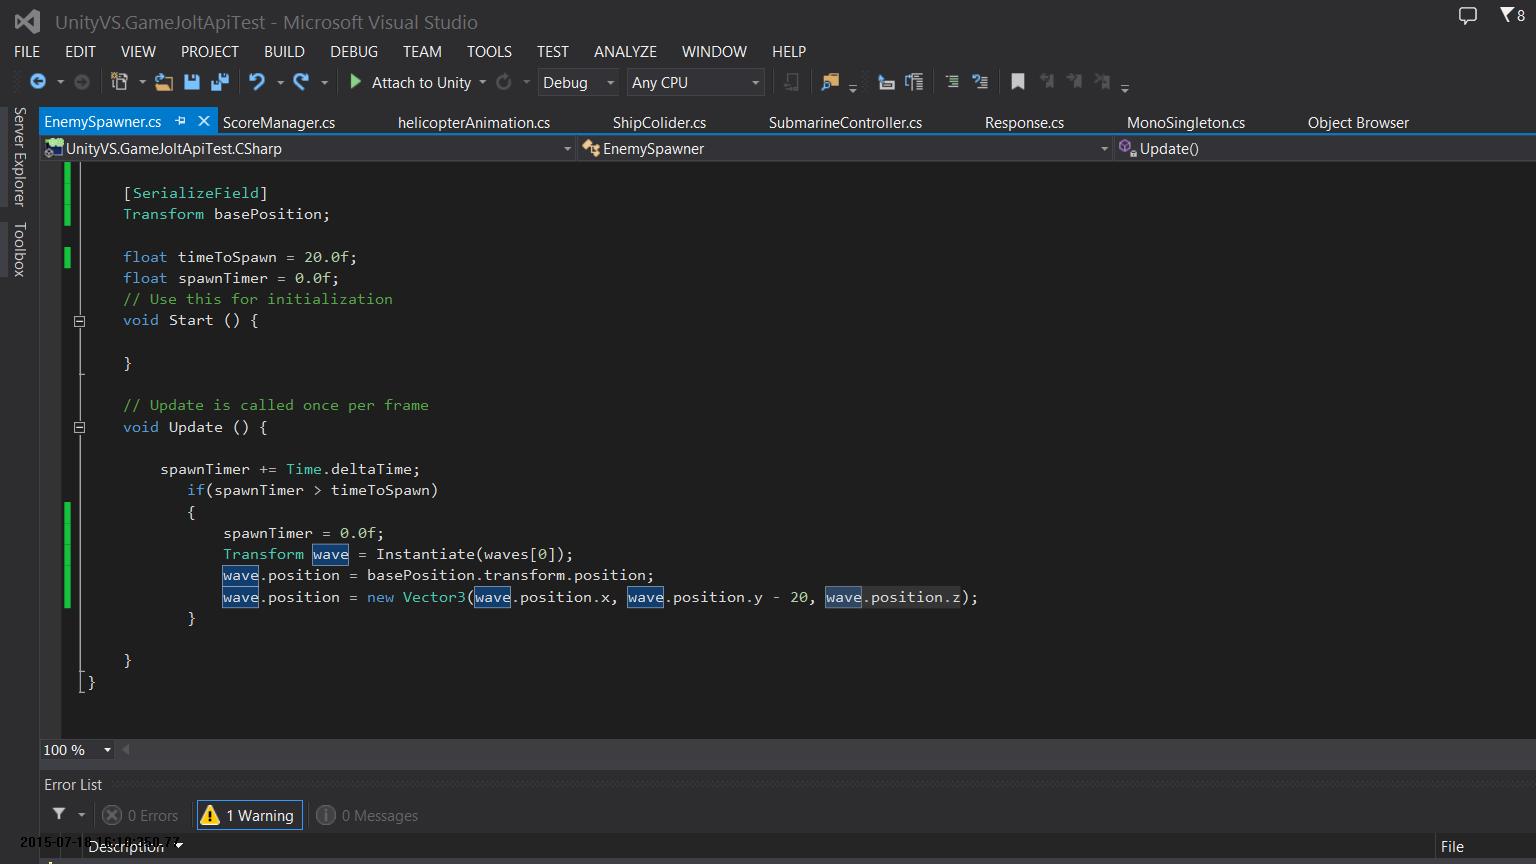 UnityVS.GameJoltApiTest - Microsoft Visual Studio
8
FILE EDIT VIEW PROJECT BUILD DEBUG TEAM TOOLS TEST ANALYZE WINDOW HELP
Attach to Unity Debug Any CPU
Server Explorer
Toolbox
EnemySpawner.cs ScoreManager.cs helicopterAnimation.cs ShipColider.cs SubmarineController.cs Response.cs MonoSingleton.cs Object Browser
UnityVS.GameJoltApiTest.CSharp EnemySpawner Update()
[SerializeField]
Transform basePosition;
float timeToSpawn = 20.0f;
float spawnTimer = 0.0f;
// Use this for initialization
void Start () {
}
// Update is called once per frame
void Update () {
spawnTimer += Time.deltaTime;
if(spawnTimer > timeToSpawn)
{
spawnTimer = 0.0f;
Transform wave = Instantiate(waves[0]);
wave.position = basePosition.transform.position;
wave.position = new Vector3(wave.position.x, wave.position.y - 20, wave.position.z);
}
}
}
100 %
Error List
0 Errors 1 Warning 0 Messages
Description File